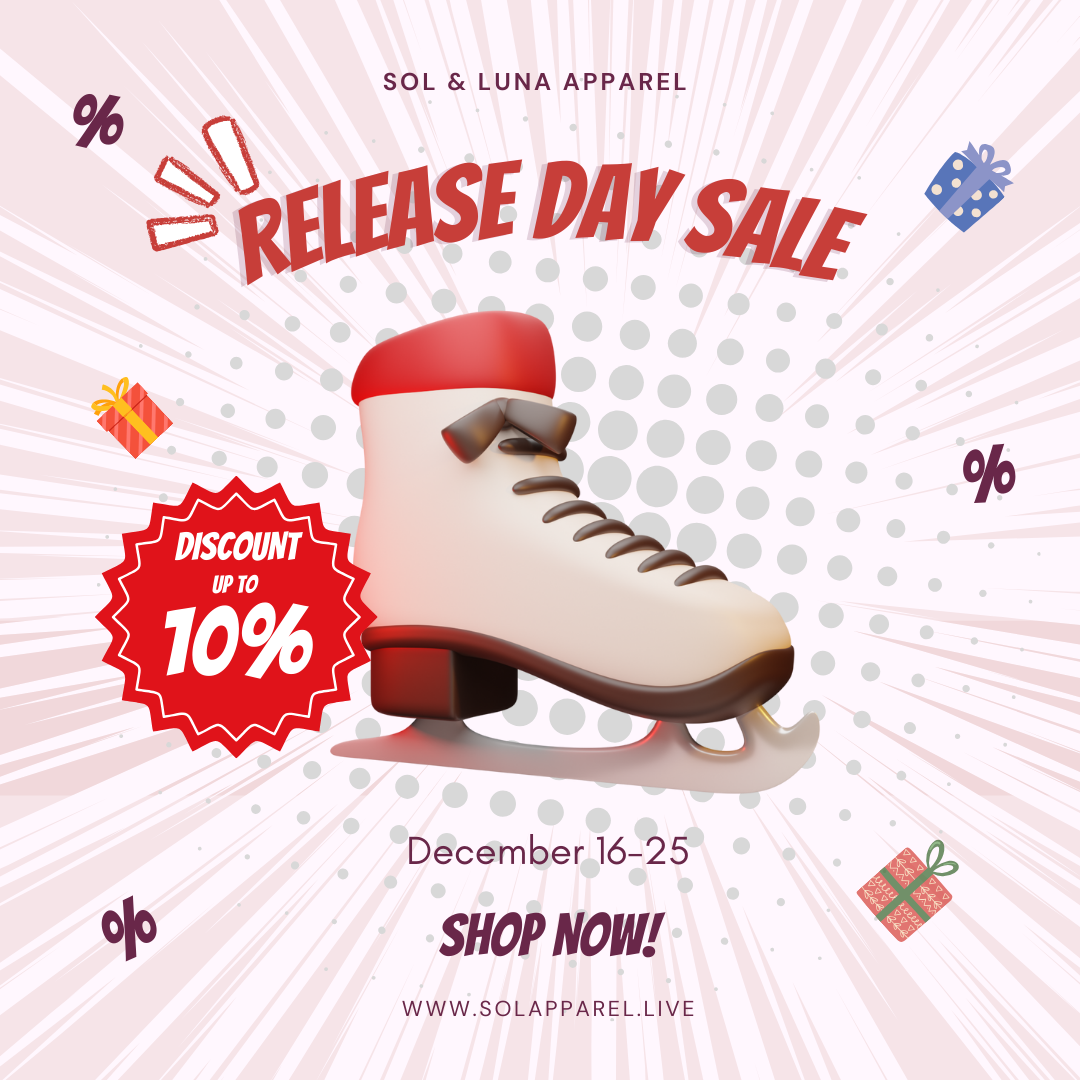 SOL & LUNA APPAREL
%
RELEASE DAY SALE
%
DISCOUNT
UP TO
10%
December 16-25
%
SHOP NOW!
WWW.SOLAPPAREL.LIVE